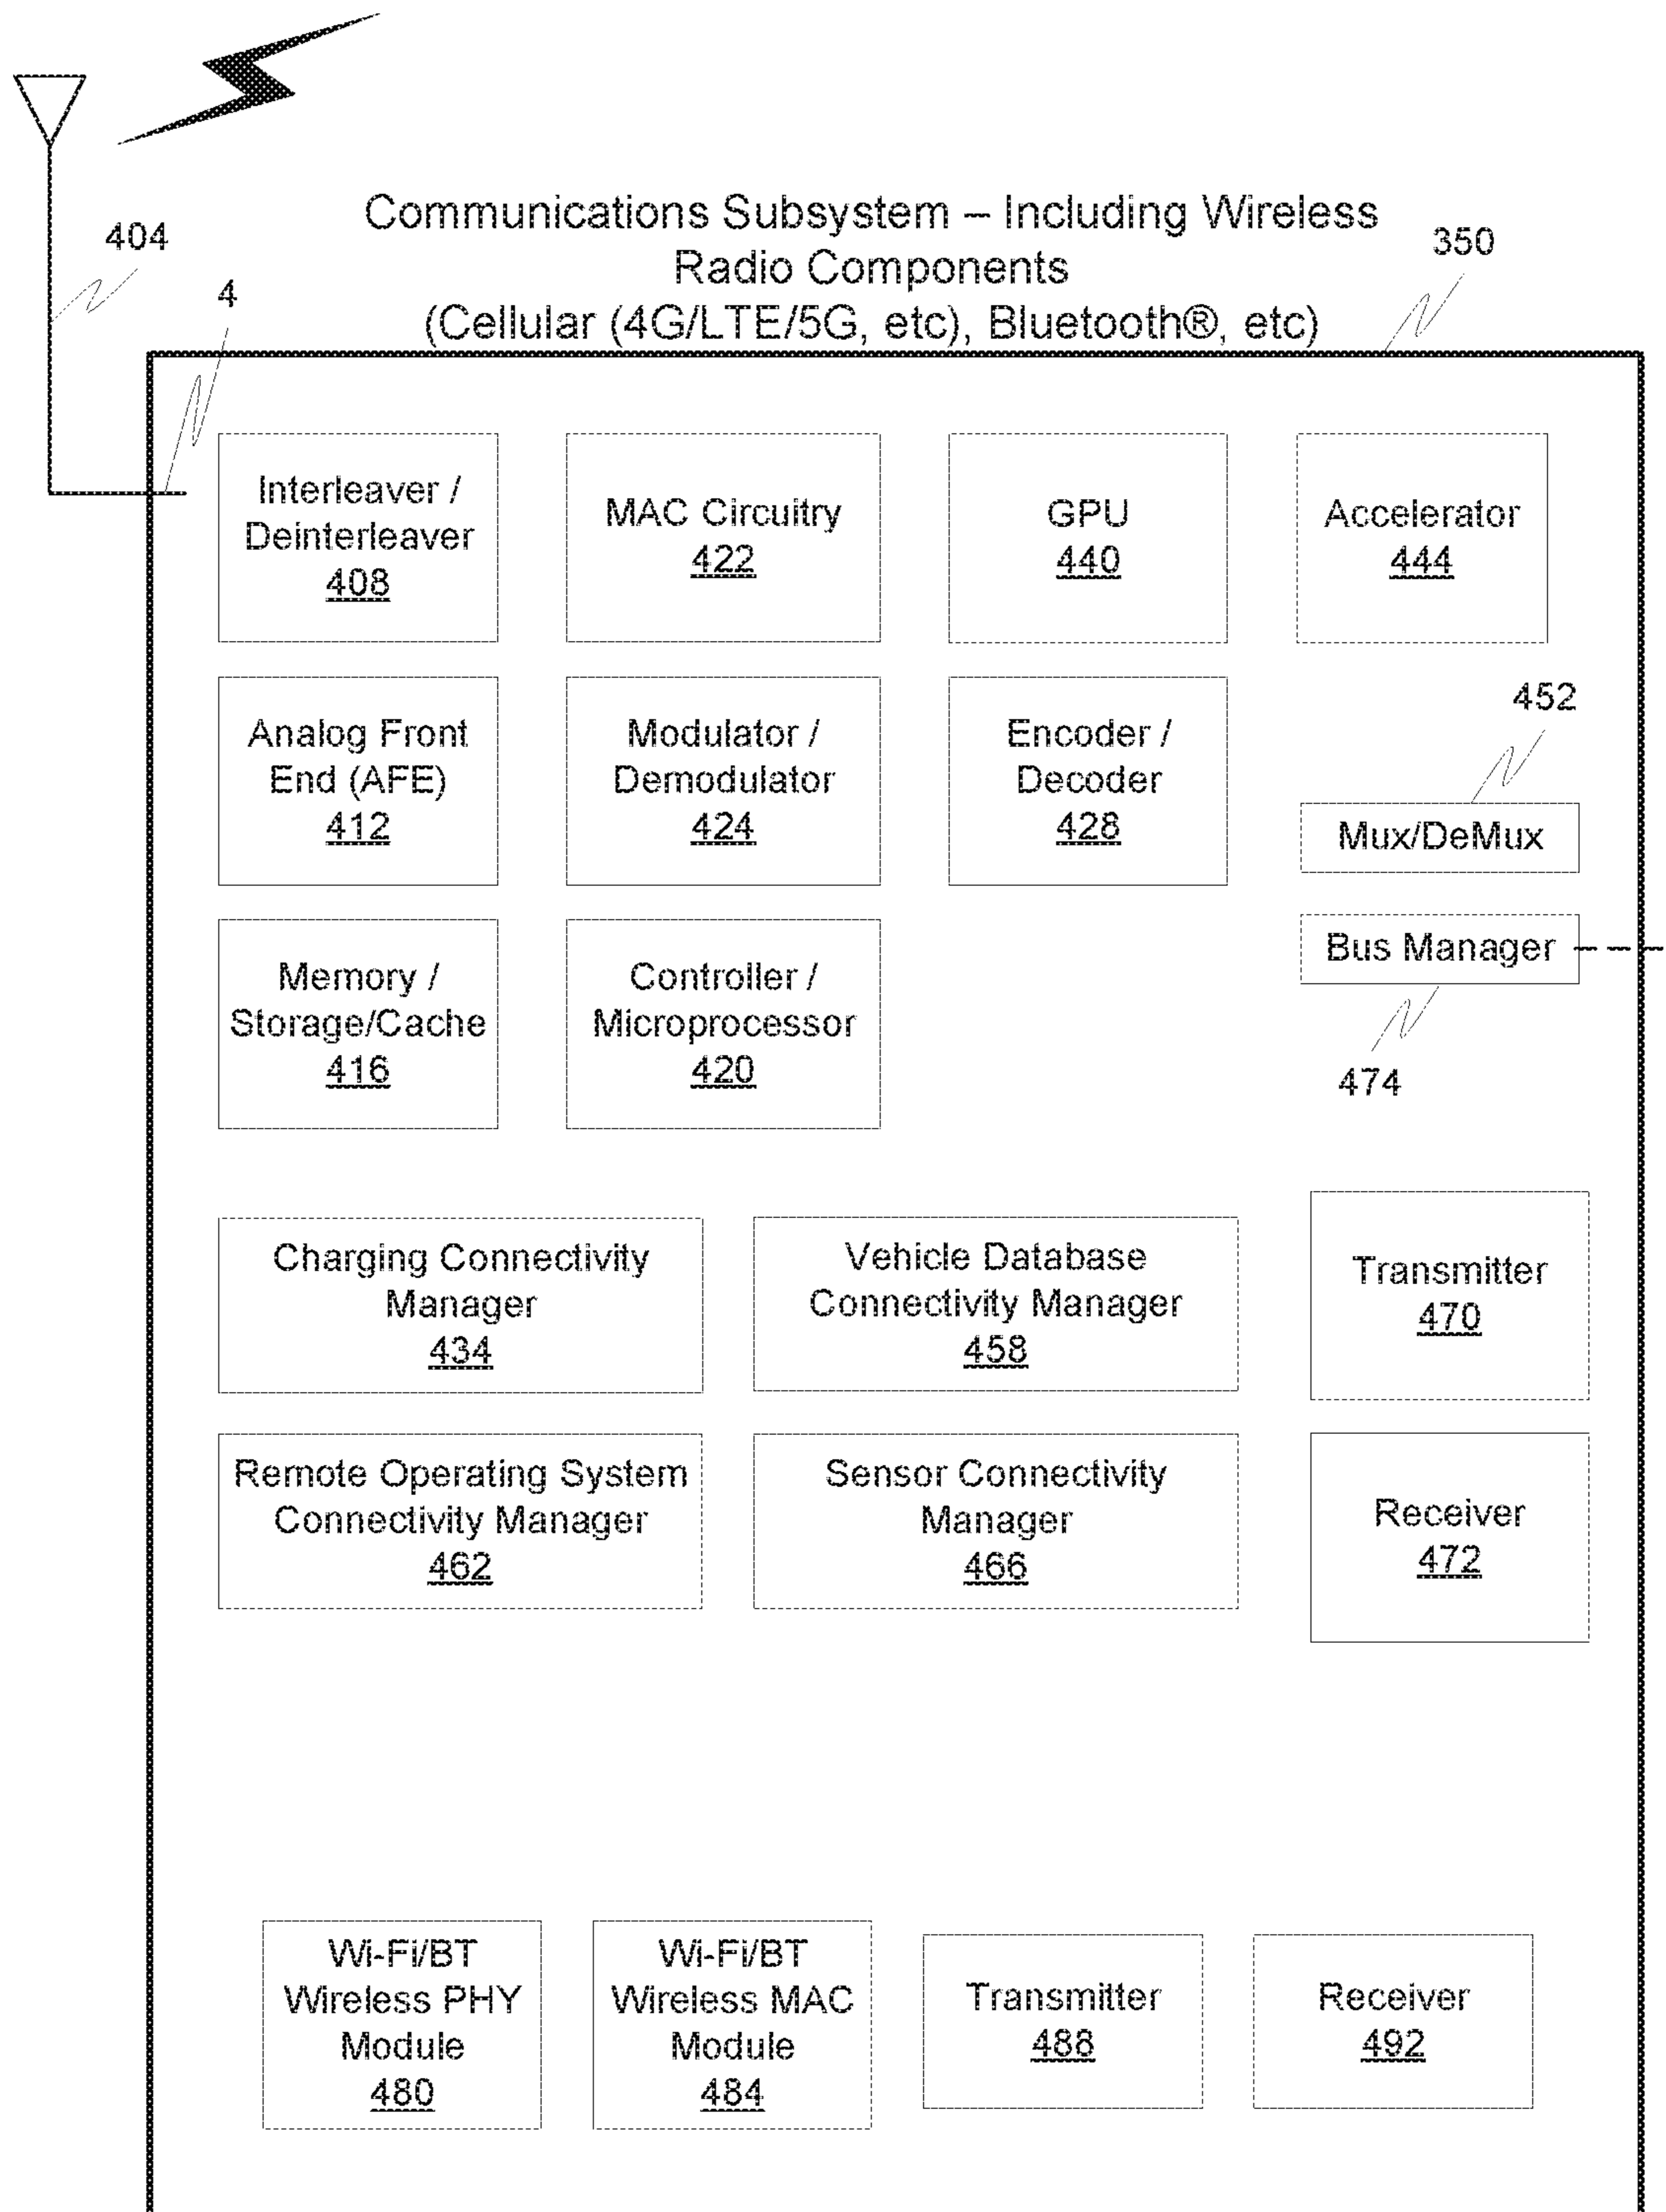 Communications Subsystem – Including Wireless
Radio Components
(Cellular (4G/LTE/5G, etc), Bluetooth®, etc)
404
4
350
Interleaver /
Deinterleaver
408
MAC Circuitry
422
GPU
440
Accelerator
444
Analog Front
End (AFE)
412
Modulator /
Demodulator
424
Encoder /
Decoder
428
452
Mux/DeMux
Memory /
Storage/Cache
416
Controller /
Microprocessor
420
Bus Manager
474
Charging Connectivity
Manager
434
Vehicle Database
Connectivity Manager
458
Transmitter
470
Remote Operating System
Connectivity Manager
462
Sensor Connectivity
Manager
466
Receiver
472
Wi-Fi/BT
Wireless PHY
Module
480
Wi-Fi/BT
Wireless MAC
Module
484
Transmitter
488
Receiver
492